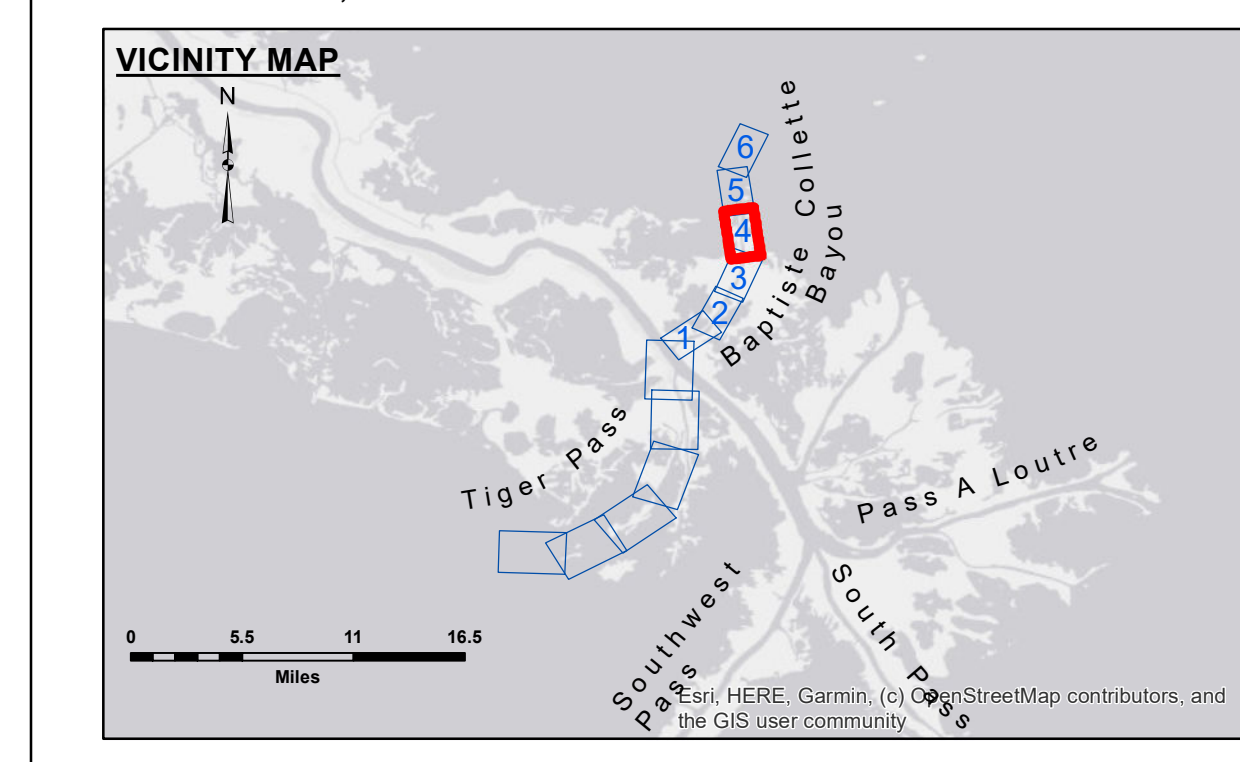 VICINITY MAP
N
6
5
4
3
2
1
Baptiste Collette
Bayou
Tiger Pass
Pass A Loutre
Southwest
Pass
South Pass
0 5.5 11 16.5
Miles
Esri, HERE, Garmin, (c) OpenStreetMap contributors, and
the GIS user community